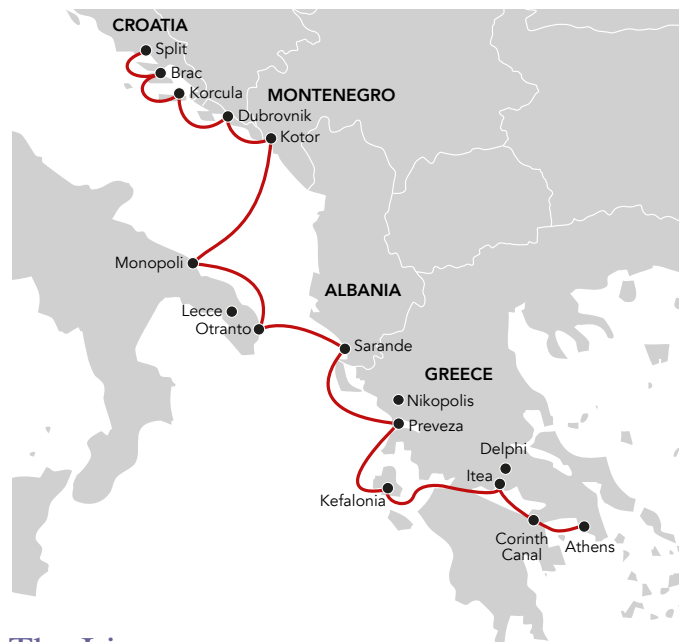 CROATIA
Split
Brac
Korcula
MONTENEGRO
Dubrovnik
Kotor
Monopoli
ALBANIA
Lecce
Otranto
Sarande
GREECE
Nikopolis
Preveza
Delphi
Itea
Kefalonia
Corinth
Canal
Athens
The